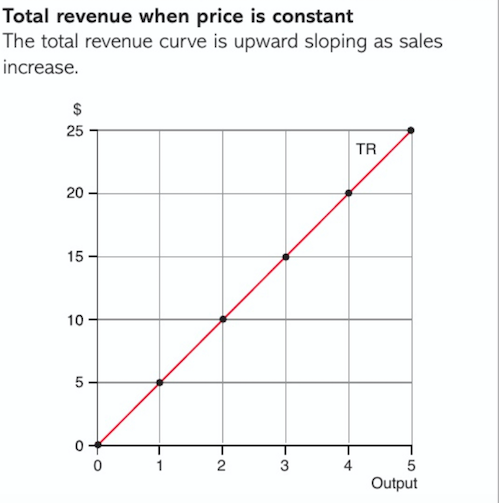 Total revenue when price is constant
The total revenue curve is upward sloping as sales
increase.
$
25
TR
20
15
10
5
0
0 1 2 3 4 5
Output